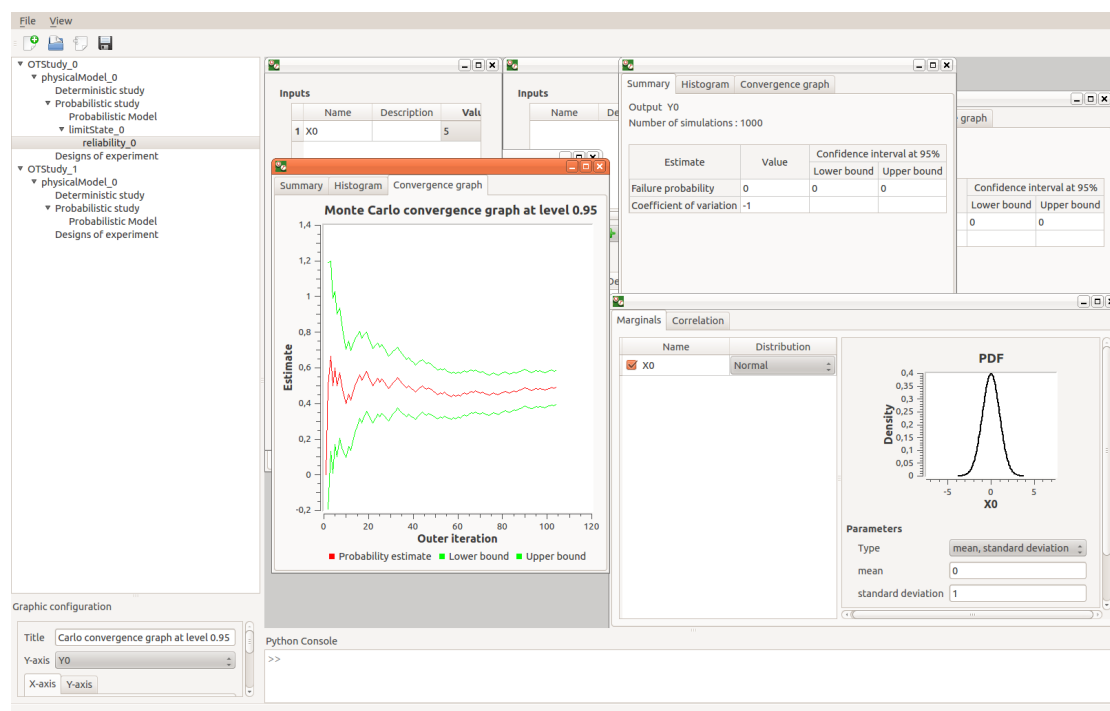 File View
OTStudy_0
physicalModel_0
Deterministic study
Probabilistic study
Probabilistic Model
limitState_0
reliability_0
Designs of experiment
OTStudy_1
physicalModel_0
Deterministic study
Probabilistic study
Probabilistic Model
Designs of experiment
Graphic configuration
Title Carlo convergence graph at level 0.95
Y-axis Y0
X-axis Y-axis
Inputs
Name Description Valu
1 X0 5
Inputs
Name De
De
Summary Histogram Convergence graph
Monte Carlo convergence graph at level 0.95
1,4
1,2
1
0,8
0,6
0,4
0,2
0
-0,2
Estimate
0 20 40 60 80 100 120
Outer iteration
Probability estimate Lower bound Upper bound
Summary Histogram Convergence graph
Output Y0
Number of simulations : 1000
Estimate Value Confidence interval at 95%
Lower bound Upper bound
Failure probability 0 0 0
Coefficient of variation -1
graph
Confidence interval at 95%
Lower bound Upper bound
0 0
Marginals Correlation
Name Distribution
X0 Normal
PDF
0,4
0,35
0,3
0,25
0,2
0,15
0,1
0,05
0
Density
-5 0 5
X0
Parameters
Type mean, standard deviation
mean 0
standard deviation 1
Python Console
>>